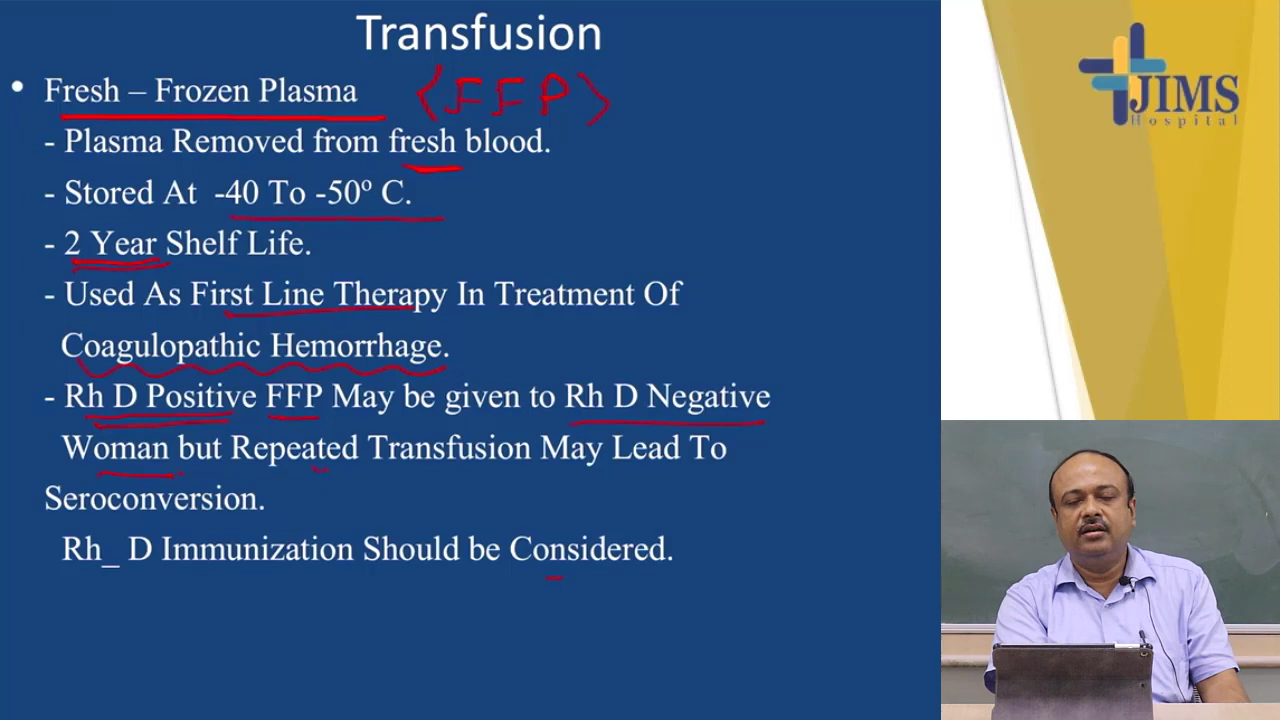 Transfusion
• Fresh – Frozen Plasma <FFP>
- Plasma Removed from fresh blood.
- Stored At -40 To -50º C.
- 2 Year Shelf Life.
- Used As First Line Therapy In Treatment Of
Coagulopathic Hemorrhage.
- Rh D Positive FFP May be given to Rh D Negative
Woman but Repeated Transfusion May Lead To
Seroconversion.
Rh_ D Immunization Should be Considered.
JIMS
Hospital